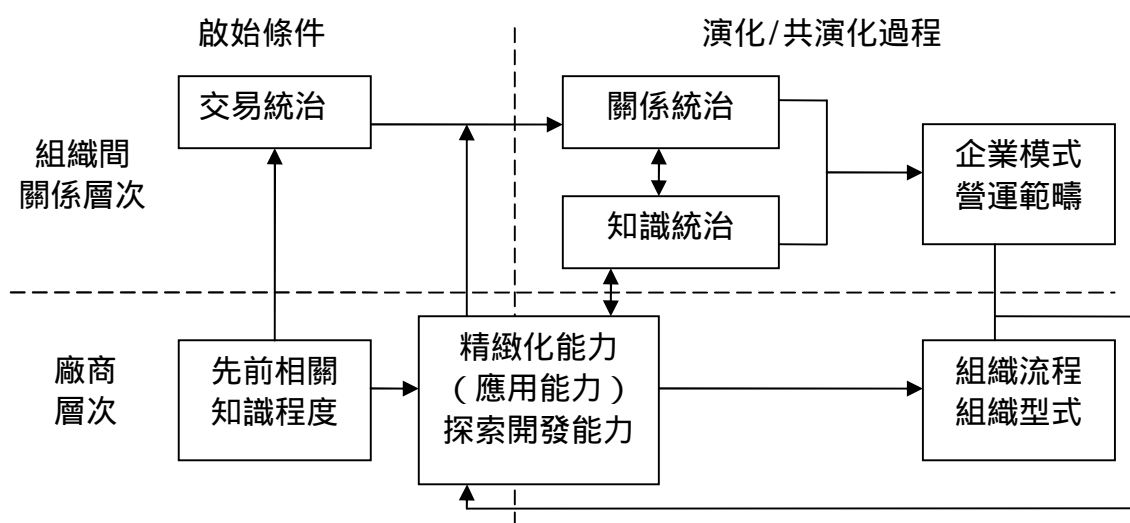 啟始條件
演化/共演化過程
交易統治
關係統治
組織間
關係層次
企業模式
營運範疇
知識統治
廠商
層次
先前相關
知識程度
精緻化能力
（應用能力）
探索開發能力
組織流程
組織型式